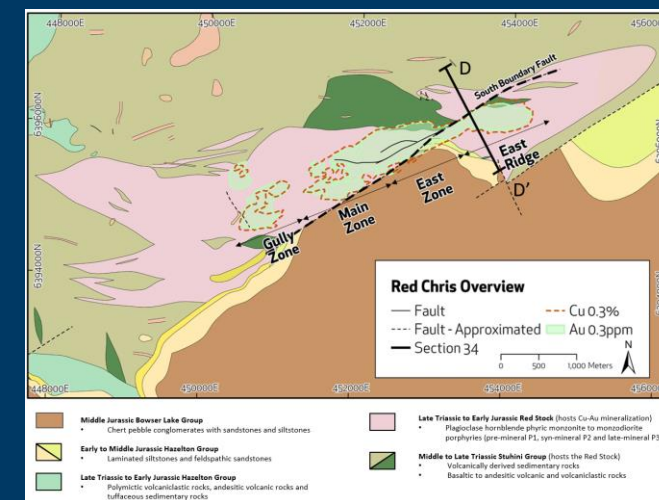 448000E
450000E
452000E
454000E
456000E
6396000N
6394000N
D
South Boundary Fault
East
Ridge
D'
East
Zone
Main
Zone
Gully
Zone
Red Chris Overview
Fault
Cu 0.3%
Fault - Approximated
Au 0.3ppm
Section 34
0 500 1,000 Meters
N
448000E
450000E
452000E
454000E
456000E
Middle Jurassic Bowser Lake Group
• Chert pebble conglomerates with sandstones and siltstones
Early to Middle Jurassic Hazelton Group
• Laminated siltstones and feldspathic sandstones
Late Triassic to Early Jurassic Hazelton Group
• Polymictic volcaniclastic rocks, andesitic volcanic rocks and
tuffaceous sedimentary rocks
Late Triassic to Early Jurassic Red Stock (hosts Cu-Au mineralization)
• Plagioclase hornblende phyric monzonite to monzodiorite
porphyries (pre-mineral P1, syn-mineral P2 and late-mineral P3
Middle to Late Triassic Stuhini Group (hosts the Red Stock)
• Volcanically derived sedimentary rocks
• Basaltic to andesitic volcanic and volcaniclastic rocks